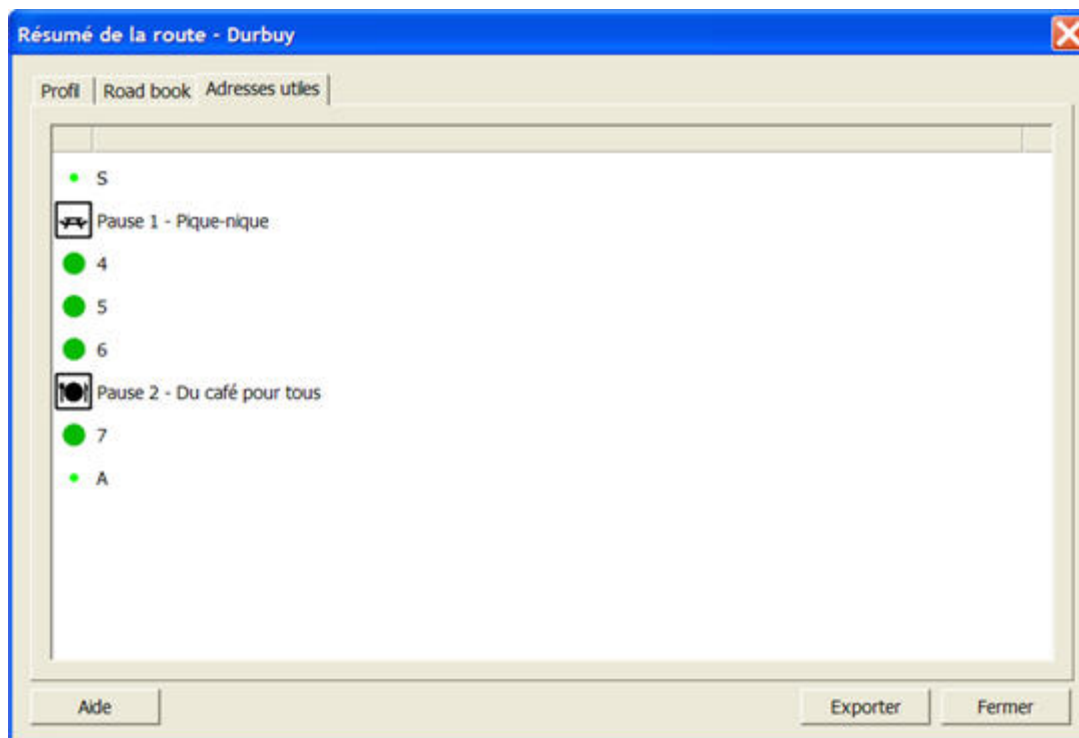 Résumé de la route - Durbuy
Profil Road book Adresses utiles
S
Pause 1 - Pique-nique
4
5
6
Pause 2 - Du café pour tous
7
A
Aide Exporter Fermer